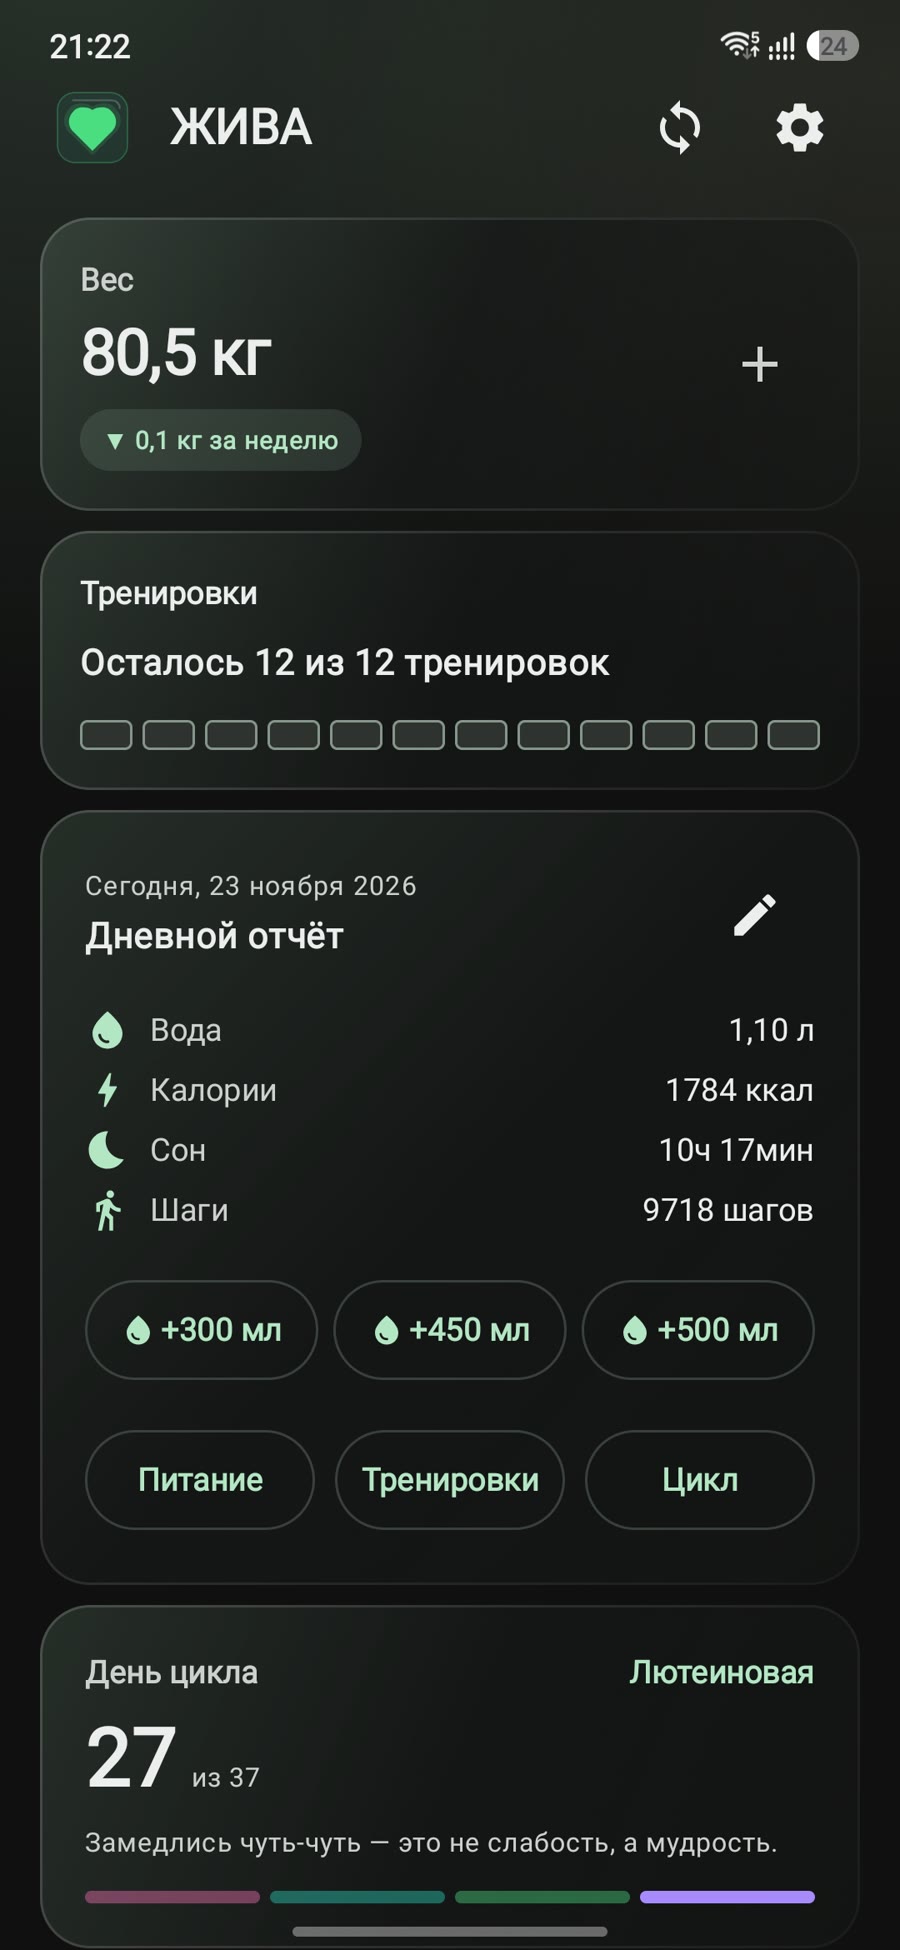 21:22
5
24
ЖИВА
Вес
80,5 кг
▼ 0,1 кг за неделю
Тренировки
Осталось 12 из 12 тренировок
Сегодня, 23 ноября 2026
Дневной отчёт
Вода 1,10 л
Калории 1784 ккал
Сон 10ч 17мин
Шаги 9718 шагов
+300 мл +450 мл +500 мл
Питание Тренировки Цикл
День цикла Лютеиновая
27 из 37
Замедлись чуть-чуть — это не слабость, а мудрость.